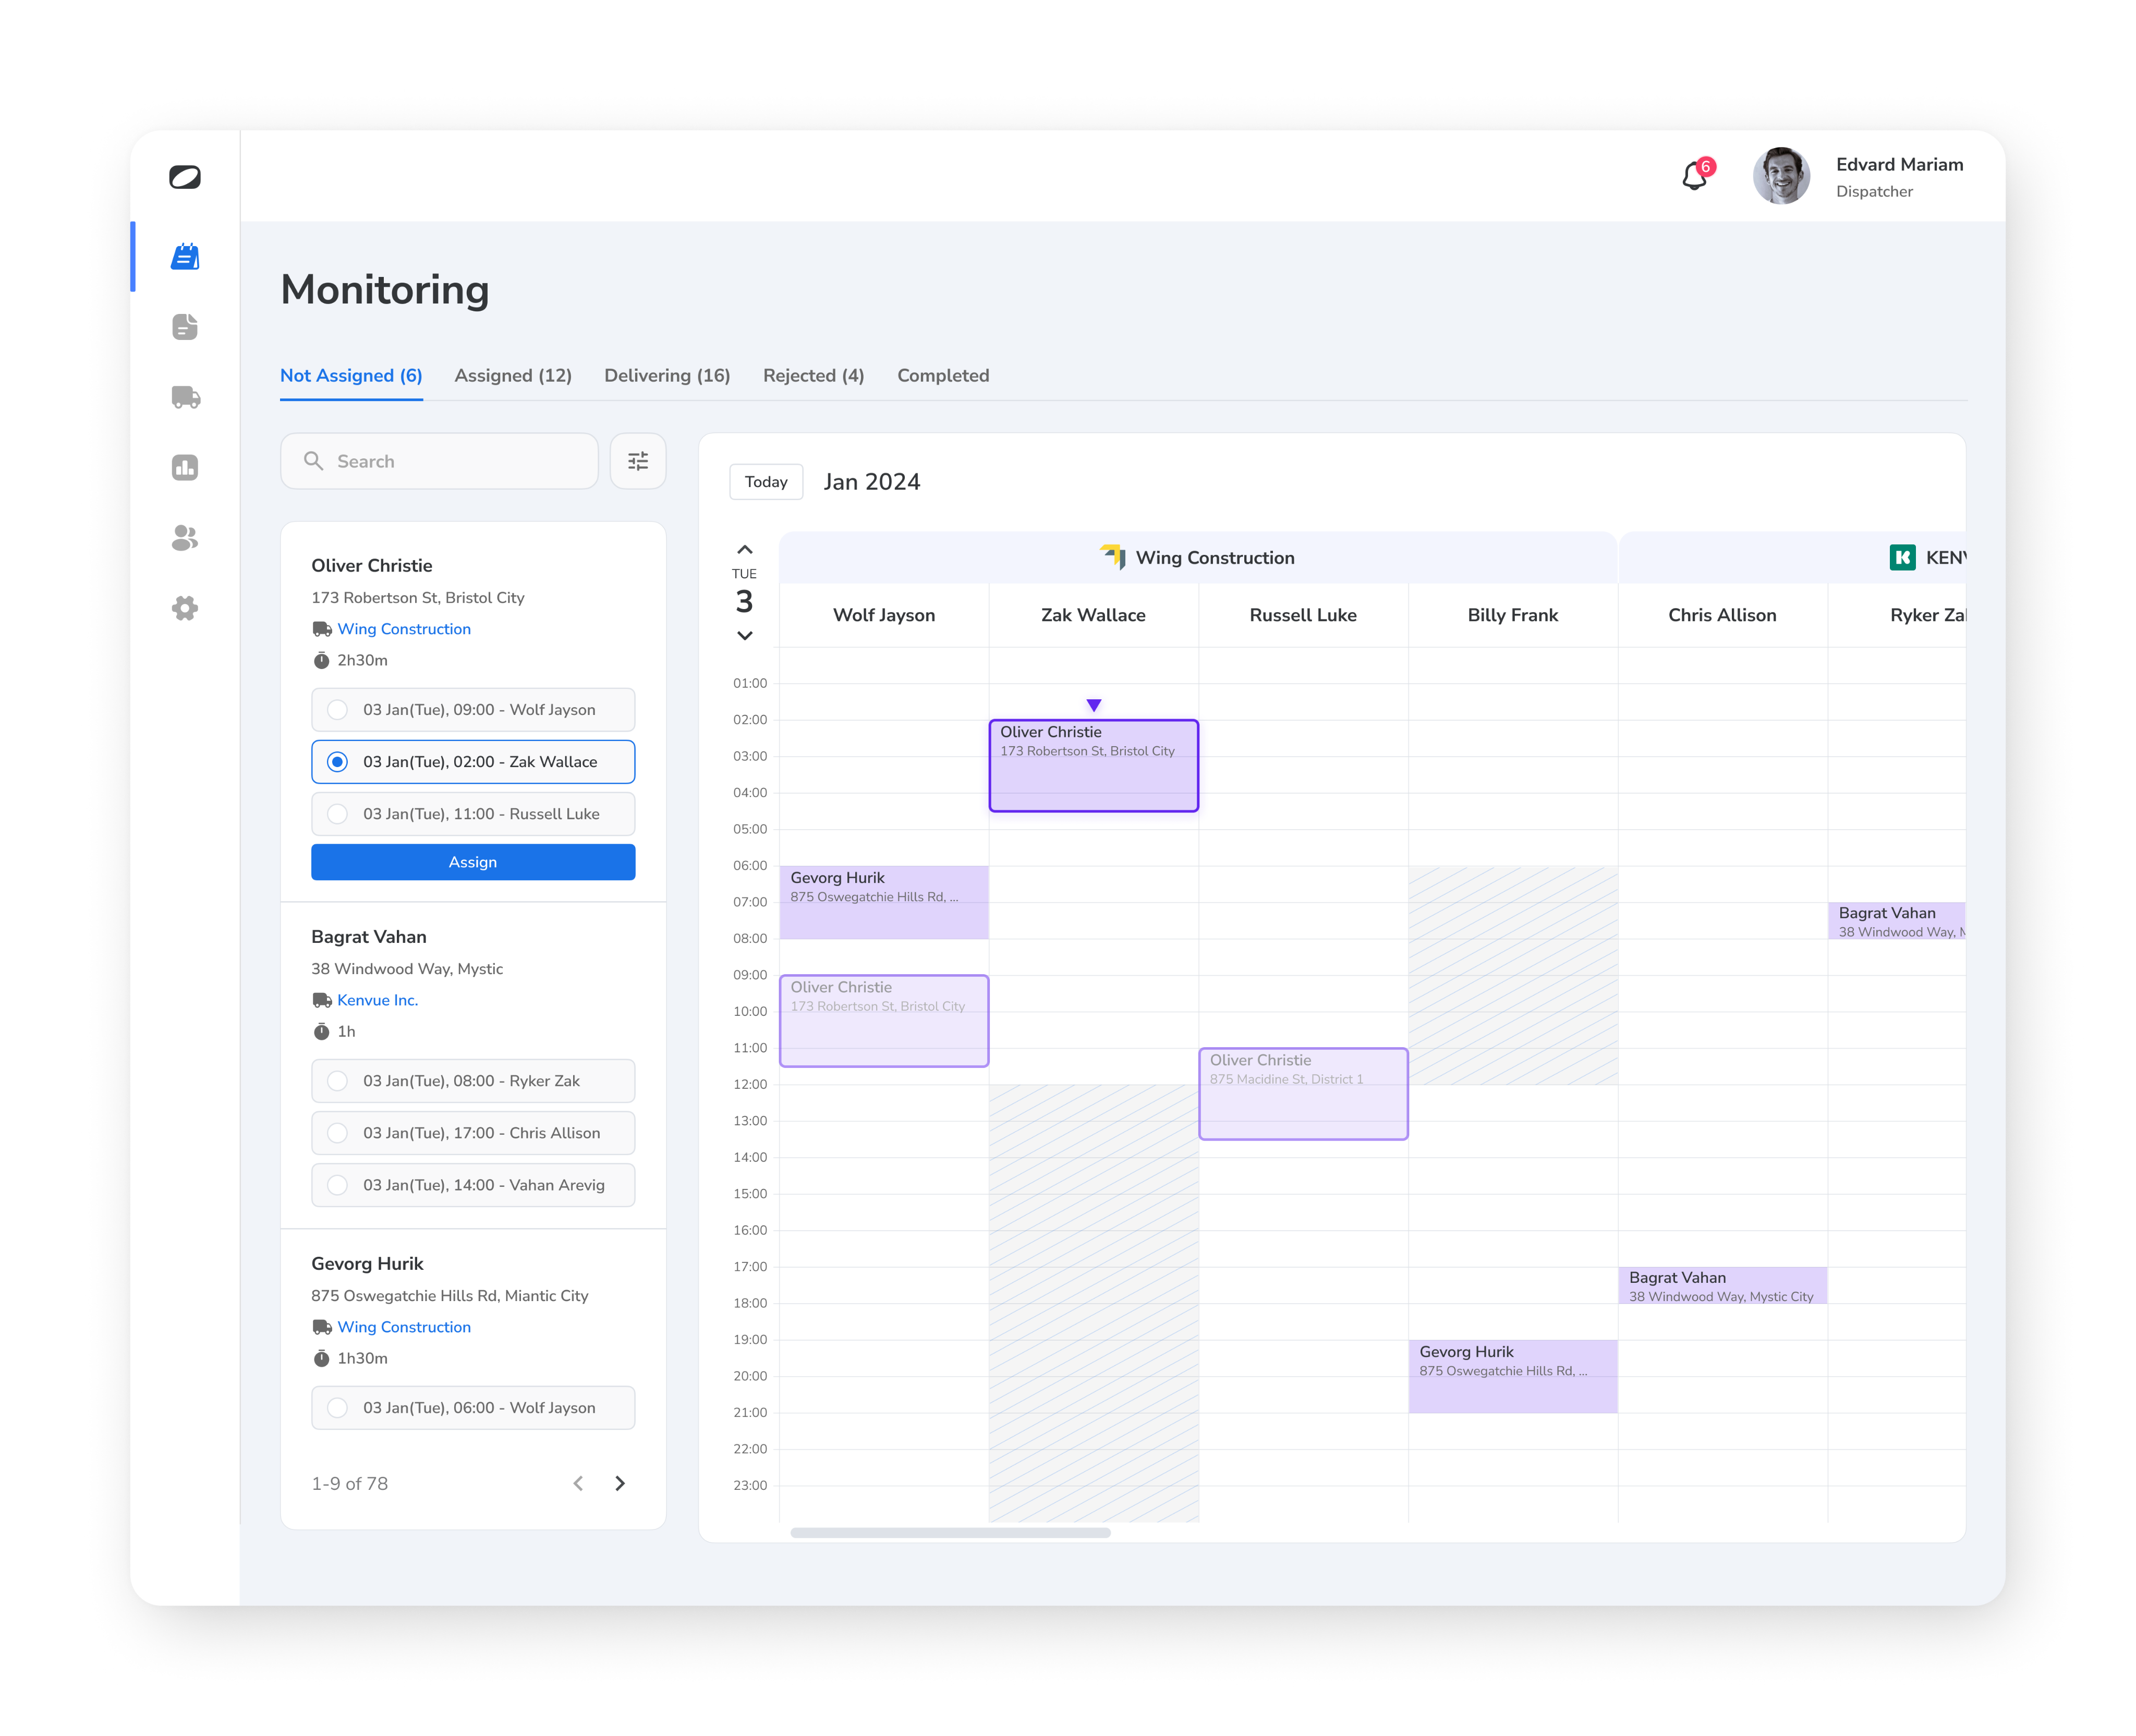 6
Edvard Mariam
Dispatcher
Monitoring
Not Assigned (6)
Assigned (12)
Delivering (16)
Rejected (4)
Completed
Search
Oliver Christie
173 Robertson St, Bristol City
Wing Construction
2h30m
03 Jan(Tue), 09:00 - Wolf Jayson
03 Jan(Tue), 02:00 - Zak Wallace
03 Jan(Tue), 11:00 - Russell Luke
Assign
Bagrat Vahan
38 Windwood Way, Mystic
Kenvue Inc.
1h
03 Jan(Tue), 08:00 - Ryker Zak
03 Jan(Tue), 17:00 - Chris Allison
03 Jan(Tue), 14:00 - Vahan Arevig
Gevorg Hurik
875 Oswegatchie Hills Rd, Miantic City
Wing Construction
1h30m
03 Jan(Tue), 06:00 - Wolf Jayson
1-9 of 78
Today
Jan 2024
TUE
3
Wing Construction
K
KENV
Wolf Jayson
Zak Wallace
Russell Luke
Billy Frank
Chris Allison
Ryker Zak
01:00
02:00
03:00
04:00
05:00
06:00
07:00
08:00
09:00
10:00
11:00
12:00
13:00
14:00
15:00
16:00
17:00
18:00
19:00
20:00
21:00
22:00
23:00
Oliver Christie
173 Robertson St, Bristol City
Gevorg Hurik
875 Oswegatchie Hills Rd, ...
Bagrat Vahan
38 Windwood Way, M
Oliver Christie
173 Robertson St, Bristol City
Oliver Christie
875 Macidine St, District 1
Bagrat Vahan
38 Windwood Way, Mystic City
Gevorg Hurik
875 Oswegatchie Hills Rd, ...